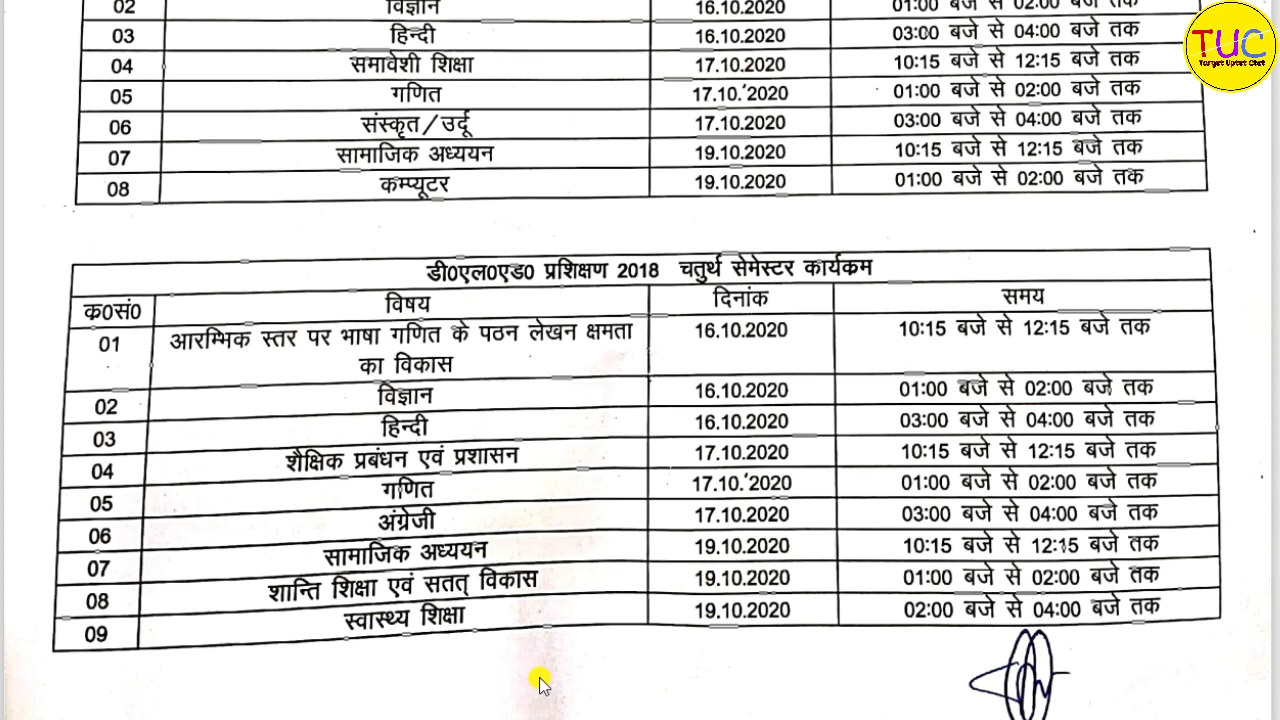 02 विज्ञान 16.10.2020 01:00 बजे से 02:00 बजे तक
03 हिन्दी 16.10.2020 03:00 बजे से 04:00 बजे तक
04 समावेशी शिक्षा 17.10.2020 10:15 बजे से 12:15 बजे तक
05 गणित 17.10.'2020 01:00 बजे से 02:00 बजे तक
06 संस्कृत/उर्दू 17.10.2020 03:00 बजे से 04:00 बजे तक
07 सामाजिक अध्ययन 19.10.2020 10:15 बजे से 12:15 बजे तक
08 कम्प्यूटर 19.10.2020 01:00 बजे से 02:00 बजे तक
TUC
Target Uptet Chet
डी0एल0एड0 प्रशिक्षण 2018 चतुर्थ सेमेस्टर कार्यकम
क0सं0 विषय दिनांक समय
01 आरम्भिक स्तर पर भाषा गणित के पठन लेखन क्षमता 16.10.2020 10:15 बजे से 12:15 बजे तक
का विकास
02 विज्ञान 16.10.2020 01:00 बजे से 02:00 बजे तक
03 हिन्दी 16.10.2020 03:00 बजे से 04:00 बजे तक
04 शैक्षिक प्रबंधन एवं प्रशासन 17.10.2020 10:15 बजे से 12:15 बजे तक
05 गणित 17.10.'2020 01:00 बजे से 02:00 बजे तक
06 अंग्रेजी 17.10.2020 03:00 बजे से 04:00 बजे तक
07 सामाजिक अध्ययन 19.10.2020 10:15 बजे से 12:15 बजे तक
08 शान्ति शिक्षा एवं सतत् विकास 19.10.2020 01:00 बजे से 02:00 बजे तक
09 स्वास्थ्य शिक्षा 19.10.2020 02:00 बजे से 04:00 बजे तक